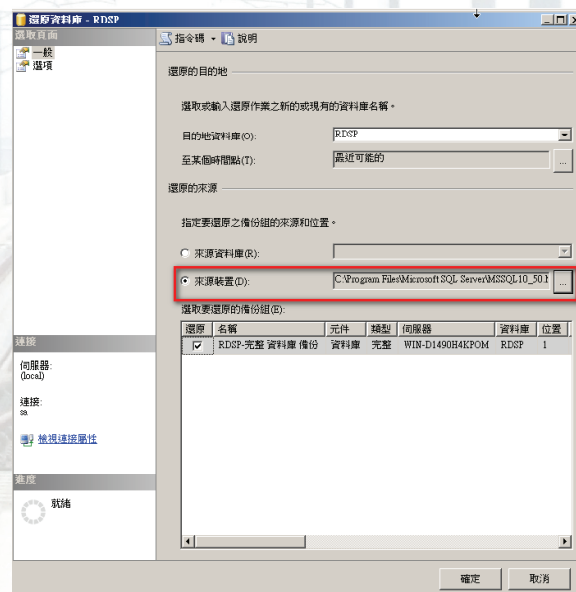 還原資料庫 - RDSP
選取頁面
一般
選項
指令碼 說明
還原的目的地
選取或輸入還原作業之新的或現有的資料庫名稱。
目的地資料庫(O): RDSP
至某個時間點(T): 最近可能的 ...
還原的來源
指定要還原之備份組的來源和位置。
來源資料庫(R):
來源裝置(D): C:\Program Files\Microsoft SQL Server\MSSQL10_50.M ...
選取要還原的備份組(E):
還原 名稱 元件 類型 伺服器 資料庫 位置
RDSP-完整 資料庫 備份 資料庫 完整 WIN-D1490H4KPOM RDSP 1
連接
伺服器:
(local)
連接:
sa
檢視連接屬性
進度
就緒
確定 取消